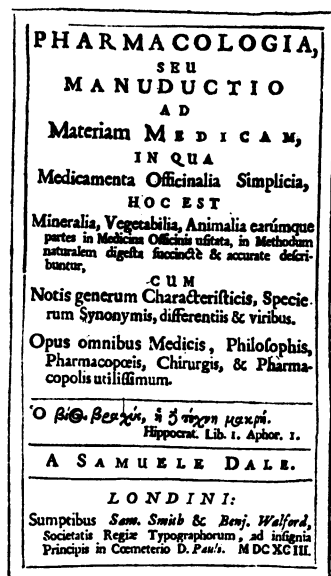 PHARMACOLOGIA,
SEU
MANUDUCTIO
AD
Materiam MEDICAM,
IN QUA
Medicamenta Officinalia Simplicia,
HOC EST
Mineralia, Vegetabilia, Animalia earúmque
partes in Medicinæ Officinis uſitata, in Methodum
naturalem digeſta ſuccinctè & accurate deſcri-
buntur,
CUM
Notis generum Characteriſticis, Specie-
rum Synonymis, differentiis & viribus.
Opus omnibus Medicis, Philoſophis,
Pharmacopœis, Chirurgis, & Pharma-
copolis utiliſſimum.
Ὁ βίος βραχὺς, ἡ ἢ τέχνη μακρή.
Hippocrat. Lib. 1. Aphor. 1.
A SAMUELE DALE.
LONDINI:
Sumptibus Sam. Smith & Benj. Walford,
Societatis Regiæ Typographorum, ad inſignia
Principis in Cœmeterio D. Pauls. MDCXCIII.